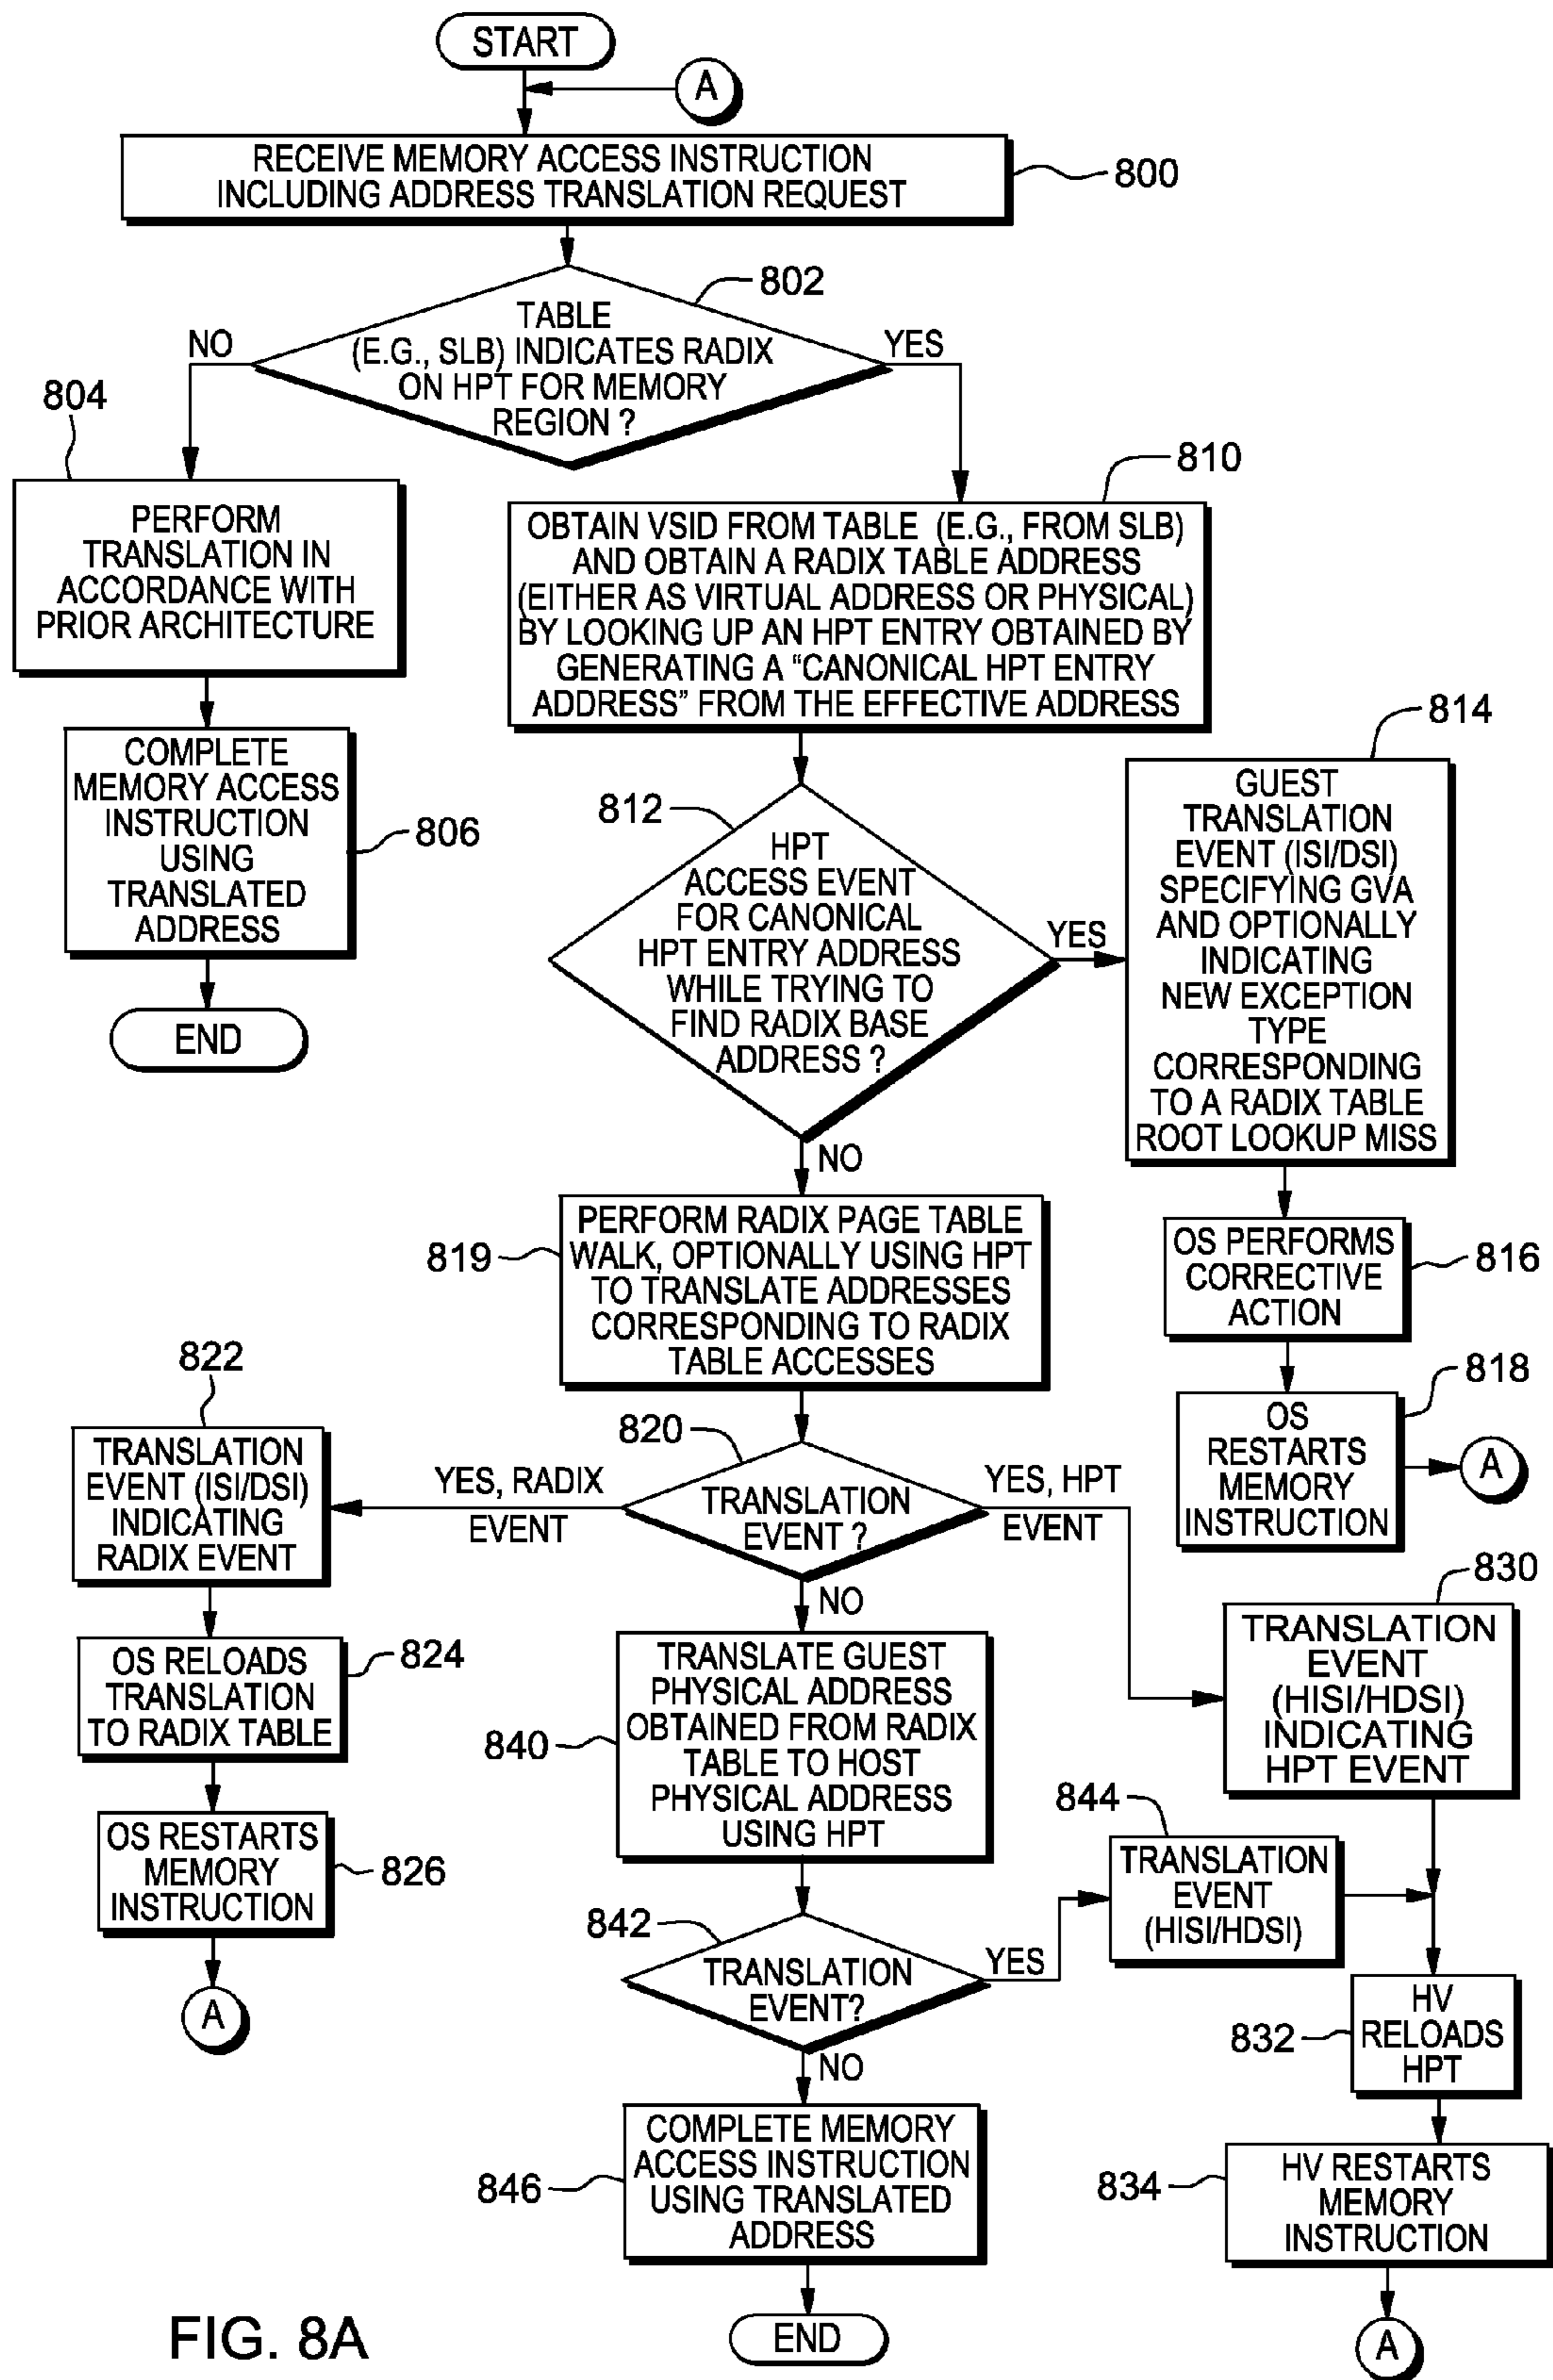 START
A
RECEIVE MEMORY ACCESS INSTRUCTION
INCLUDING ADDRESS TRANSLATION REQUEST
800
802
TABLE
(E.G., SLB) INDICATES RADIX
ON HPT FOR MEMORY
REGION ?
NO
YES
804
PERFORM
TRANSLATION IN
ACCORDANCE WITH
PRIOR ARCHITECTURE
COMPLETE
MEMORY ACCESS
INSTRUCTION
USING
TRANSLATED
ADDRESS
806
END
810
OBTAIN VSID FROM TABLE (E.G., FROM SLB)
AND OBTAIN A RADIX TABLE ADDRESS
(EITHER AS VIRTUAL ADDRESS OR PHYSICAL)
BY LOOKING UP AN HPT ENTRY OBTAINED BY
GENERATING A “CANONICAL HPT ENTRY
ADDRESS” FROM THE EFFECTIVE ADDRESS
812
HPT
ACCESS EVENT
FOR CANONICAL
HPT ENTRY ADDRESS
WHILE TRYING TO
FIND RADIX BASE
ADDRESS ?
YES
NO
814
GUEST
TRANSLATION
EVENT (ISI/DSI)
SPECIFYING GVA
AND OPTIONALLY
INDICATING
NEW EXCEPTION
TYPE
CORRESPONDING
TO A RADIX TABLE
ROOT LOOKUP MISS
OS PERFORMS
CORRECTIVE
ACTION
816
818
OS
RESTARTS
MEMORY
INSTRUCTION
A
819
PERFORM RADIX PAGE TABLE
WALK, OPTIONALLY USING HPT
TO TRANSLATE ADDRESSES
CORRESPONDING TO RADIX
TABLE ACCESSES
820
TRANSLATION
EVENT ?
YES, RADIX
EVENT
YES, HPT
EVENT
NO
822
TRANSLATION
EVENT (ISI/DSI)
INDICATING
RADIX EVENT
OS RELOADS
TRANSLATION
TO RADIX TABLE
824
OS RESTARTS
MEMORY
INSTRUCTION
826
A
830
TRANSLATION
EVENT
(HISI/HDSI)
INDICATING
HPT EVENT
840
TRANSLATE GUEST
PHYSICAL ADDRESS
OBTAINED FROM RADIX
TABLE TO HOST
PHYSICAL ADDRESS
USING HPT
842
TRANSLATION
EVENT?
YES
NO
844
TRANSLATION
EVENT
(HISI/HDSI)
832
HV
RELOADS
HPT
834
HV RESTARTS
MEMORY
INSTRUCTION
A
846
COMPLETE MEMORY
ACCESS INSTRUCTION
USING TRANSLATED
ADDRESS
END
FIG. 8A